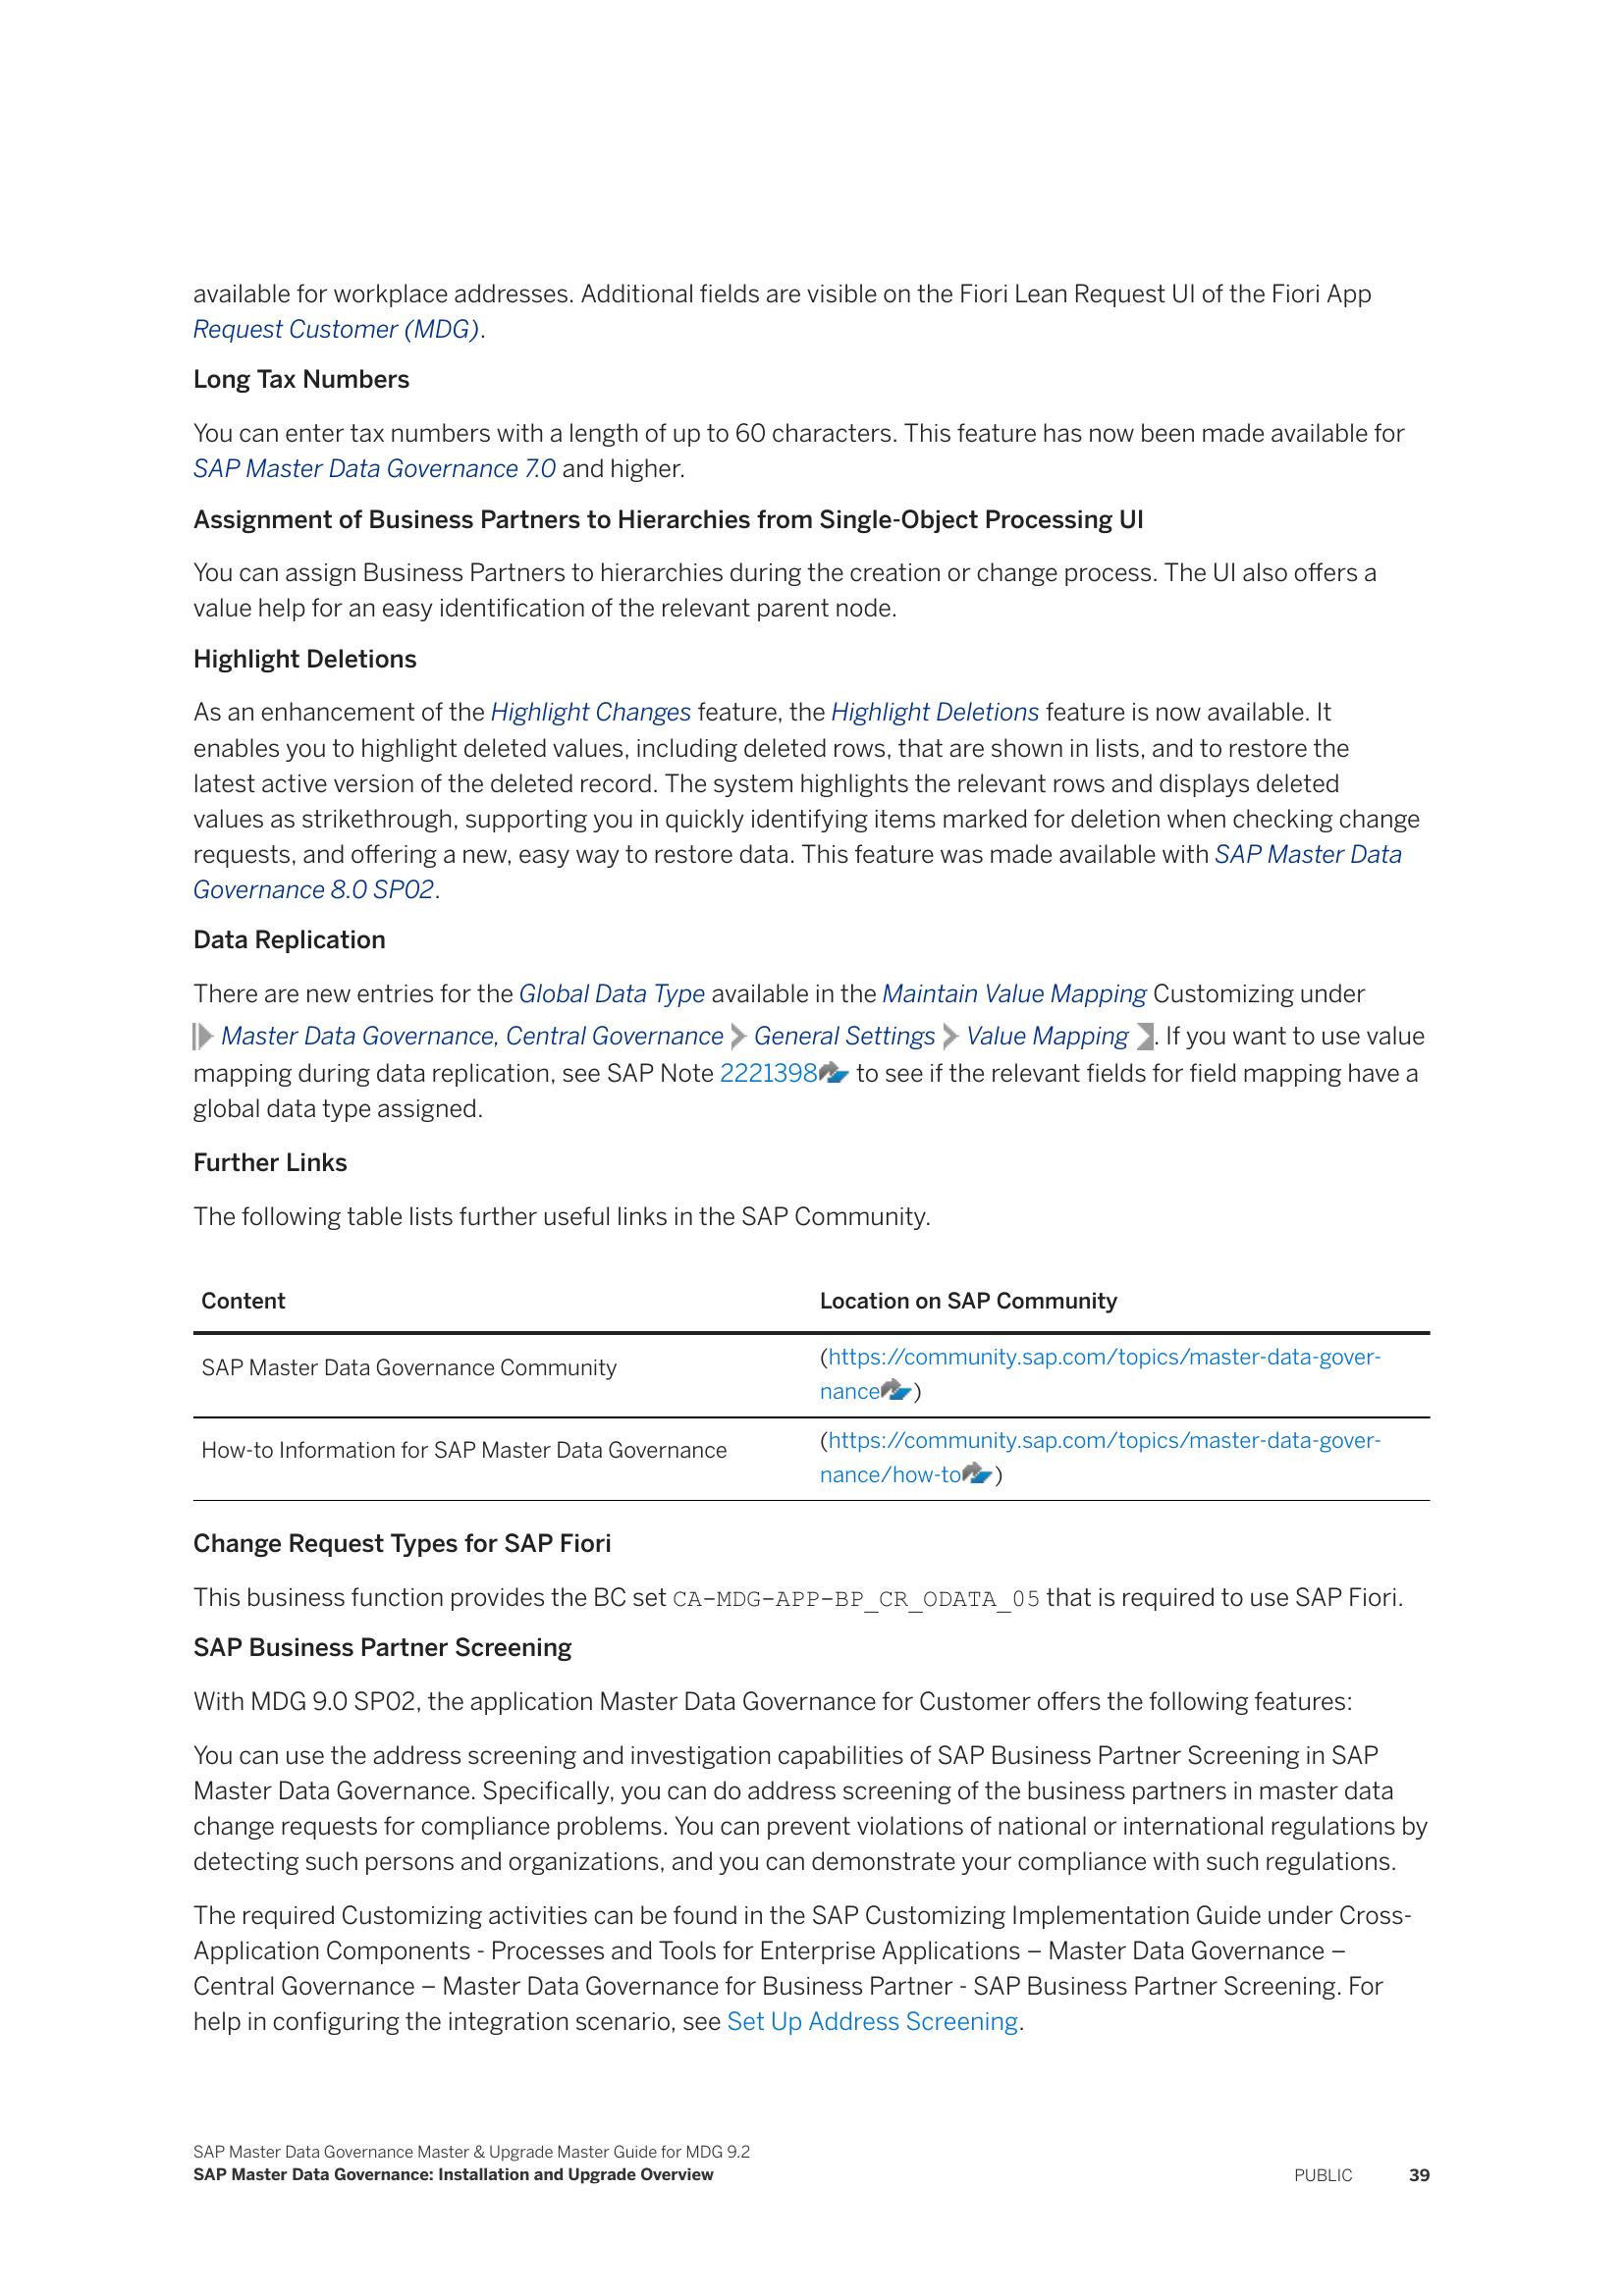 available for workplace addresses. Additional fields are visible on the Fiori Lean Request UI of the Fiori App
Request Customer (MDG).
Long Tax Numbers
You can enter tax numbers with a length of up to 60 characters. This feature has now been made available for
SAP Master Data Governance 7.0 and higher.
Assignment of Business Partners to Hierarchies from Single-Object Processing UI
You can assign Business Partners to hierarchies during the creation or change process. The UI also offers a
value help for an easy identification of the relevant parent node.
Highlight Deletions
As an enhancement of the Highlight Changes feature, the Highlight Deletions feature is now available. It
enables you to highlight deleted values, including deleted rows, that are shown in lists, and to restore the
latest active version of the deleted record. The system highlights the relevant rows and displays deleted
values as strikethrough, supporting you in quickly identifying items marked for deletion when checking change
requests, and offering a new, easy way to restore data. This feature was made available with SAP Master Data
Governance 8.0 SP02.
Data Replication
There are new entries for the Global Data Type available in the Maintain Value Mapping Customizing under
Master Data Governance, Central Governance General Settings Value Mapping . If you want to use value
mapping during data replication, see SAP Note 2221398 to see if the relevant fields for field mapping have a
global data type assigned.
Further Links
The following table lists further useful links in the SAP Community.
Content Location on SAP Community
SAP Master Data Governance Community (https://community.sap.com/topics/master-data-gover-
nance)
How-to Information for SAP Master Data Governance (https://community.sap.com/topics/master-data-gover-
nance/how-to)
Change Request Types for SAP Fiori
This business function provides the BC set CA-MDG-APP-BP_CR_ODATA_05 that is required to use SAP Fiori.
SAP Business Partner Screening
With MDG 9.0 SP02, the application Master Data Governance for Customer offers the following features:
You can use the address screening and investigation capabilities of SAP Business Partner Screening in SAP
Master Data Governance. Specifically, you can do address screening of the business partners in master data
change requests for compliance problems. You can prevent violations of national or international regulations by
detecting such persons and organizations, and you can demonstrate your compliance with such regulations.
The required Customizing activities can be found in the SAP Customizing Implementation Guide under Cross-
Application Components - Processes and Tools for Enterprise Applications – Master Data Governance –
Central Governance – Master Data Governance for Business Partner - SAP Business Partner Screening. For
help in configuring the integration scenario, see Set Up Address Screening.
SAP Master Data Governance Master & Upgrade Master Guide for MDG 9.2
SAP Master Data Governance: Installation and Upgrade Overview PUBLIC 39